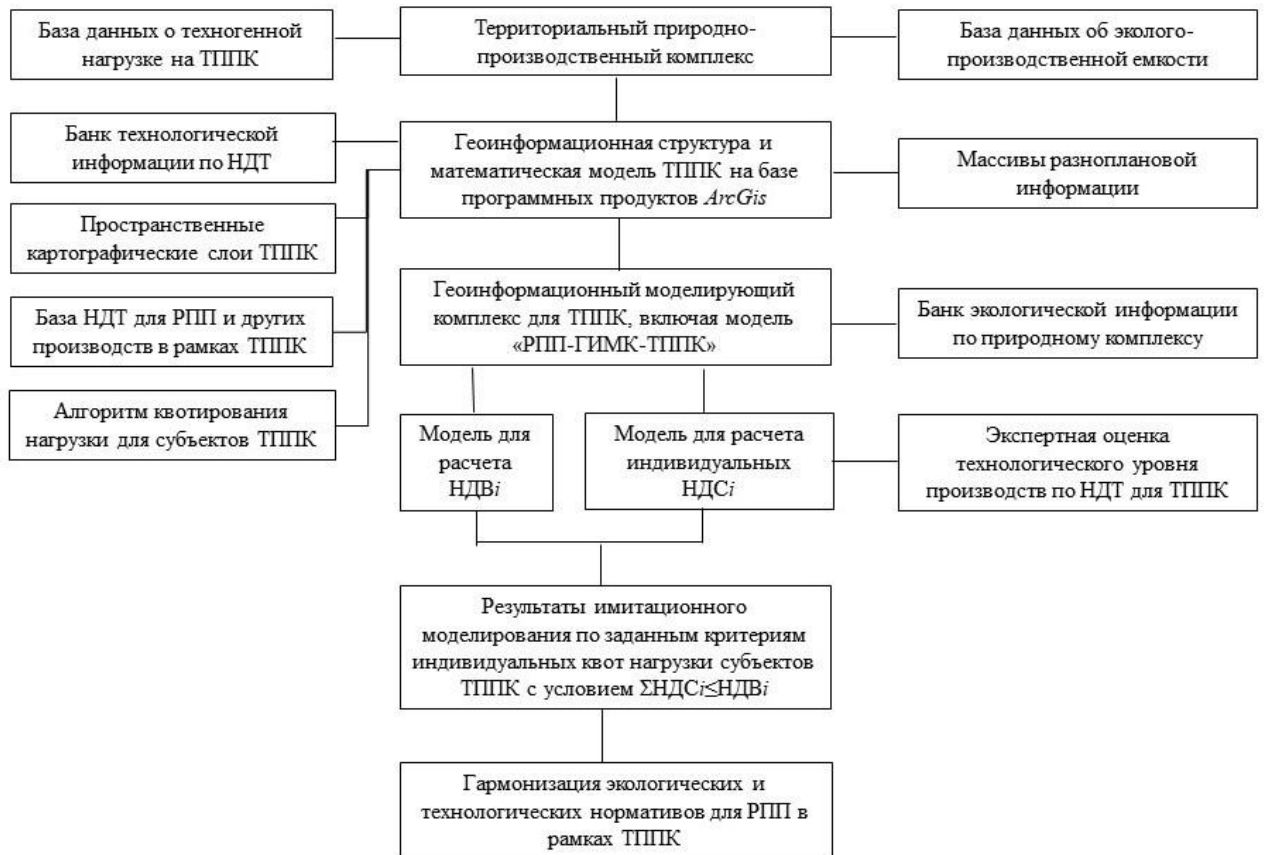 База данных о техногенной
нагрузке на ТППК
Территориальный природно-
производственный комплекс
База данных об эколого-
производственной емкости
Банк технологической
информации по НДТ
Геоинформационная структура и
математическая модель ТППК на базе
программных продуктов ArcGis
Массивы разноплановой
информации
Пространственные
картографические слои ТППК
База НДТ для РПП и других
производств в рамках ТППК
Геоинформационный моделирующий
комплекс для ТППК, включая модель
«РПП-ГИМК-ТППК»
Банк экологической информации
по природному комплексу
Алгоритм квотирования
нагрузки для субъектов ТППК
Модель для
расчета
НДВi
Модель для расчета
индивидуальных
НДСi
Экспертная оценка
технологического уровня
производств по НДТ для ТППК
Результаты имитационного
моделирования по заданным критериям
индивидуальных квот нагрузки субъектов
ТППК с условием ΣНДСi≤НДВi
Гармонизация экологических и
технологических нормативов для РПП в
рамках ТППК